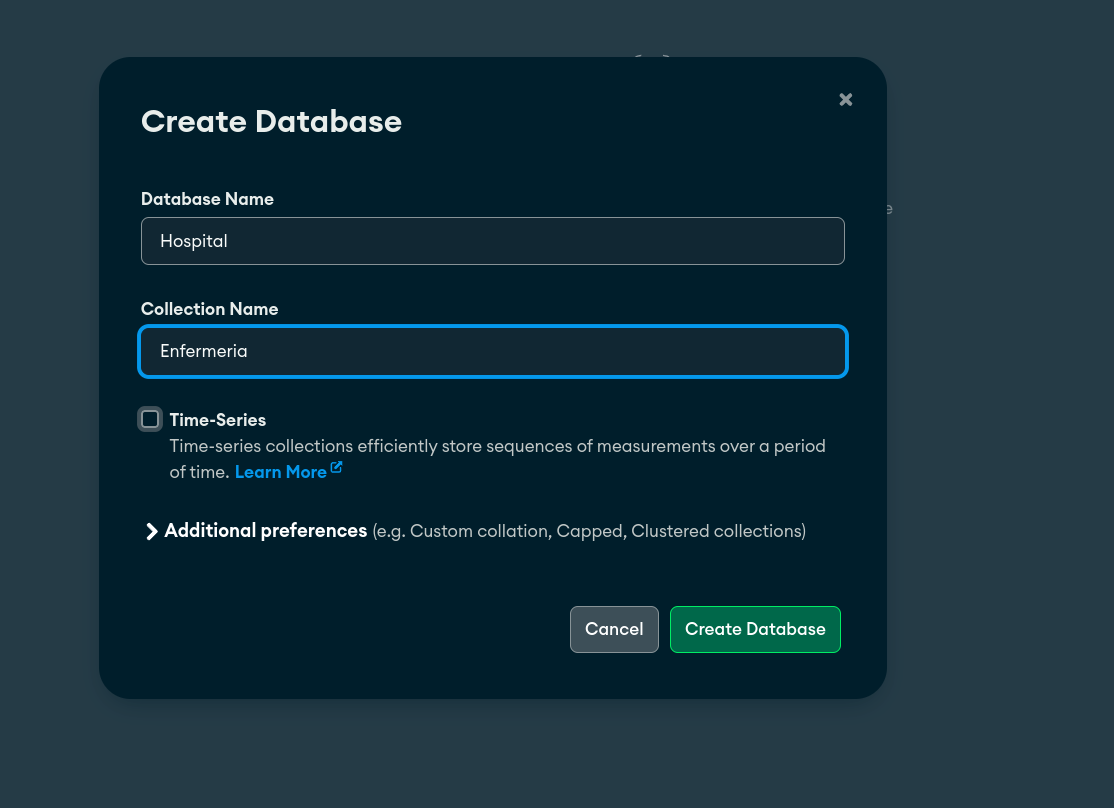 Create Database
Database Name
Hospital
Collection Name
Enfermeria
Time-Series
Time-series collections efficiently store sequences of measurements over a period
of time. Learn More
Additional preferences (e.g. Custom collation, Capped, Clustered collections)
Cancel
Create Database